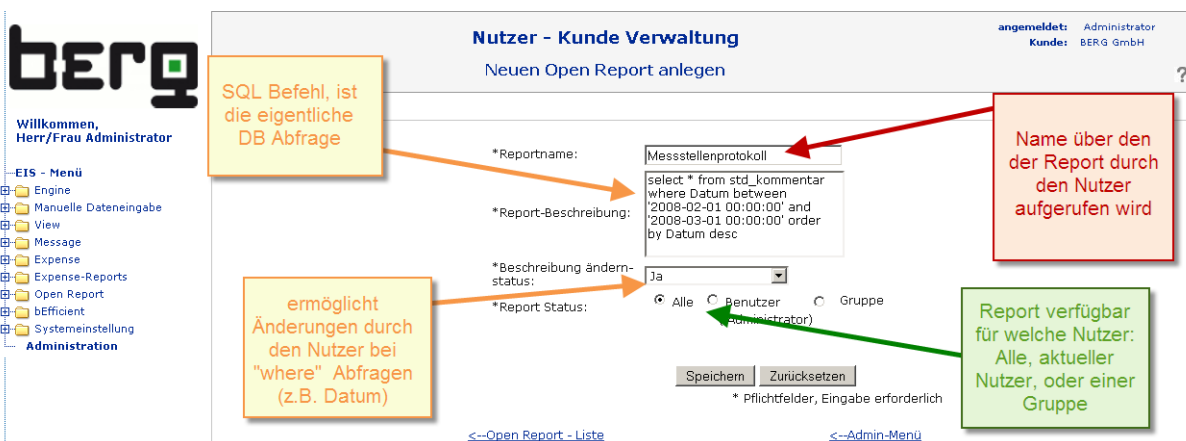 berg
Nutzer - Kunde Verwaltung
Neuen Open Report anlegen
angemeldet: Administrator
Kunde: BERG GmbH
?
Willkommen,
Herr/Frau Administrator
EIS - Menü
Engine
Manuelle Dateneingabe
View
Message
Expense
Expense-Reports
Open Report
bEfficient
Systemeinstellung
Administration
SQL Befehl, ist
die eigentliche
DB Abfrage
*Reportname:
Messstellenprotokoll
*Report-Beschreibung:
select * from std_kommentar
where Datum between
'2008-02-01 00:00:00' and
'2008-03-01 00:00:00' order
by Datum desc
*Beschreibung ändern-
status:
Ja
*Report Status:
Alle Benutzer Gruppe
(Administrator)
Speichern Zurücksetzen
* Pflichtfelder, Eingabe erforderlich
<--Open Report - Liste
<--Admin-Menü
Name über den
der Report durch
den Nutzer
aufgerufen wird
ermöglicht
Änderungen durch
den Nutzer bei
"where" Abfragen
(z.B. Datum)
Report verfügbar
für welche Nutzer:
Alle, aktueller
Nutzer, oder einer
Gruppe